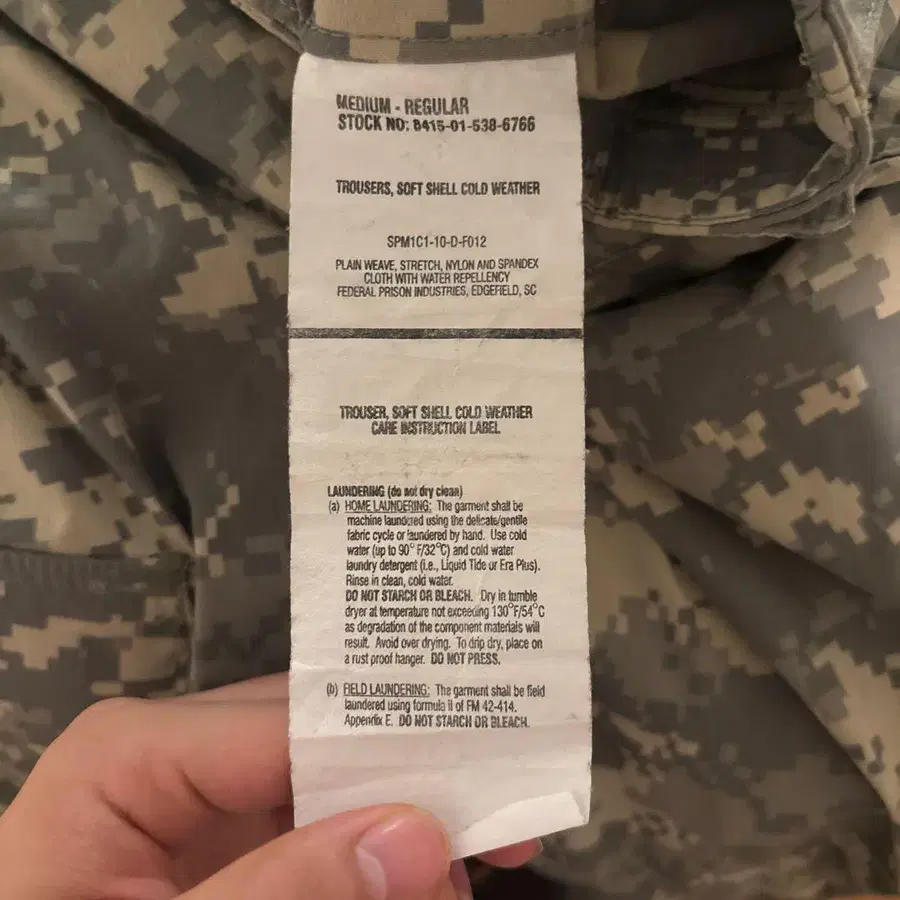 MEDIUM - REGULAR
STOCK NO: 8415-01-538-6766
TROUSERS, SOFT SHELL COLD WEATHER
SPM1C1-10-D-F012
PLAIN WEAVE, STRETCH, NYLON AND SPANDEX
CLOTH WITH WATER REPELLENCY
FEDERAL PRISON INDUSTRIES, EDGEFIELD, SC
TROUSER, SOFT SHELL COLD WEATHER
CARE INSTRUCTION LABEL
LAUNDERING (do not dry clean)
(a) HOME LAUNDERING: The garment shall be
machine laundered using the delicate/gentle
fabric cycle or laundered by hand. Use cold
water (up to 90° F/32°C) and cold water
laundry detergent (i.e., Liquid Tide or Era Plus).
Rinse in clean, cold water.
DO NOT STARCH OR BLEACH. Dry in tumble
dryer at temperature not exceeding 130°F/54°C
as degradation of the component materials will
result. Avoid over drying. To drip dry, place on
a rust proof hanger. DO NOT PRESS.
(b) FIELD LAUNDERING: The garment shall be field
laundered using formula II of FM 42-414.
Appendix E. DO NOT STARCH OR BLEACH.